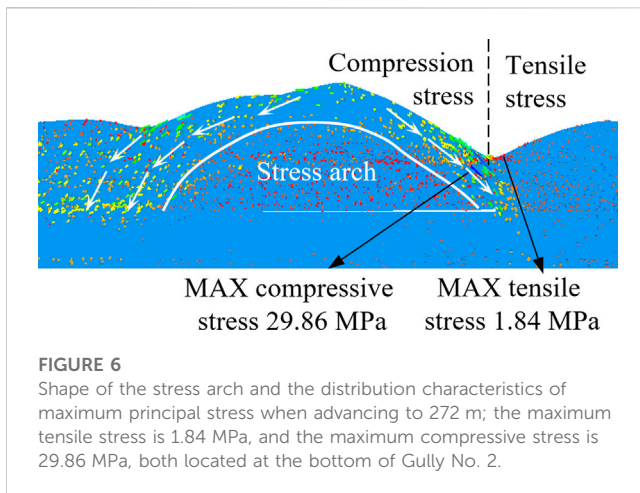 Compression Tensile
stress stress
Stress arch
MAX compressive MAX tensile
stress 29.86 MPa stress 1.84 MPa
FIGURE 6
Shape of the stress arch and the distribution characteristics of
maximum principal stress when advancing to 272 m; the maximum
tensile stress is 1.84 MPa, and the maximum compressive stress is
29.86 MPa, both located at the bottom of Gully No. 2.